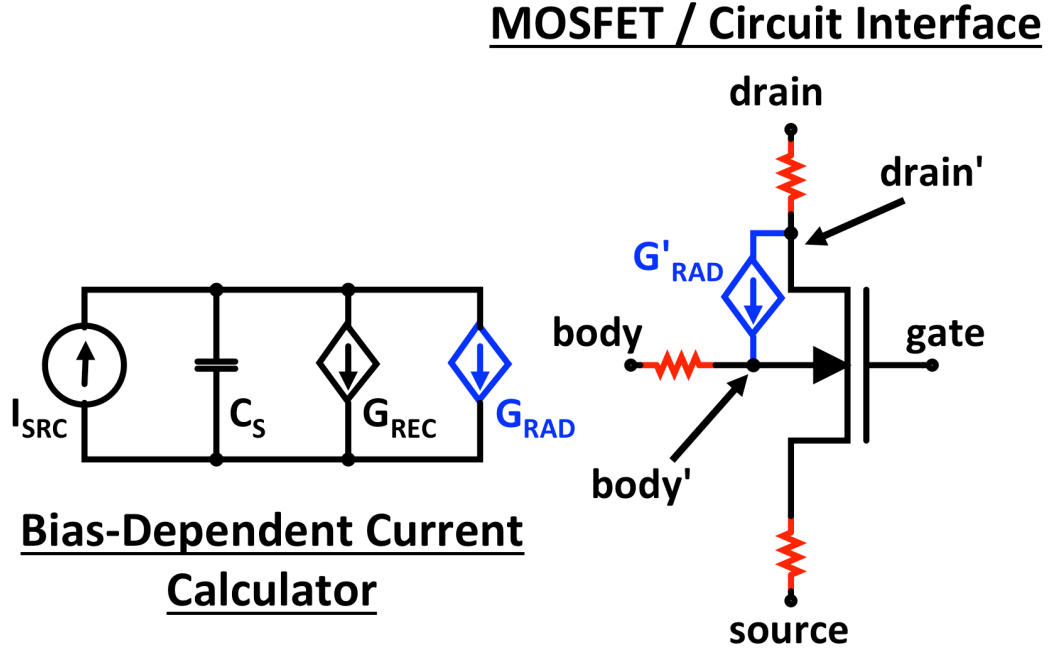 MOSFET / Circuit Interface
drain
drain'
G'RAD
body
gate
ISRC
CS
GREC
GRAD
body'
Bias-Dependent Current
Calculator
source